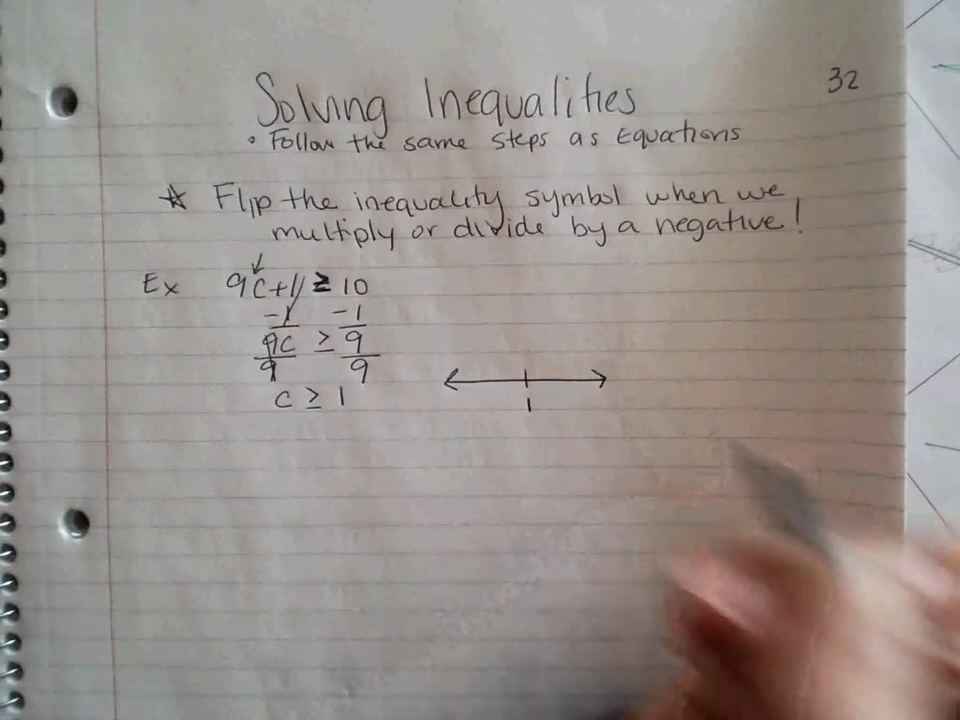 32
Solving Inequalities
• Follow the same steps as Equations
☆ Flip the inequality symbol when we
multiply or divide by a negative!
Ex 9c+1 ≥ 10
-1 -1
9c ≥ 9
9 9
c ≥ 1
1